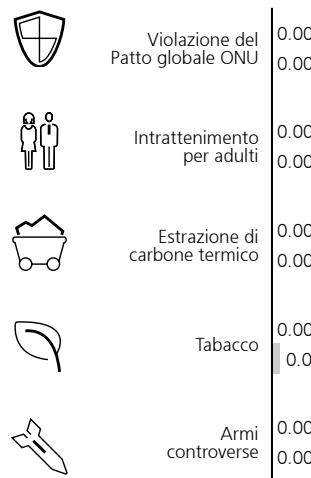 Violazione del
Patto globale ONU
0.00
0.00
Intrattenimento
per adulti
0.00
0.00
Estrazione di
carbone termico
0.00
0.00
Tabacco
0.00
0.0
Armi
controverse
0.00
0.00